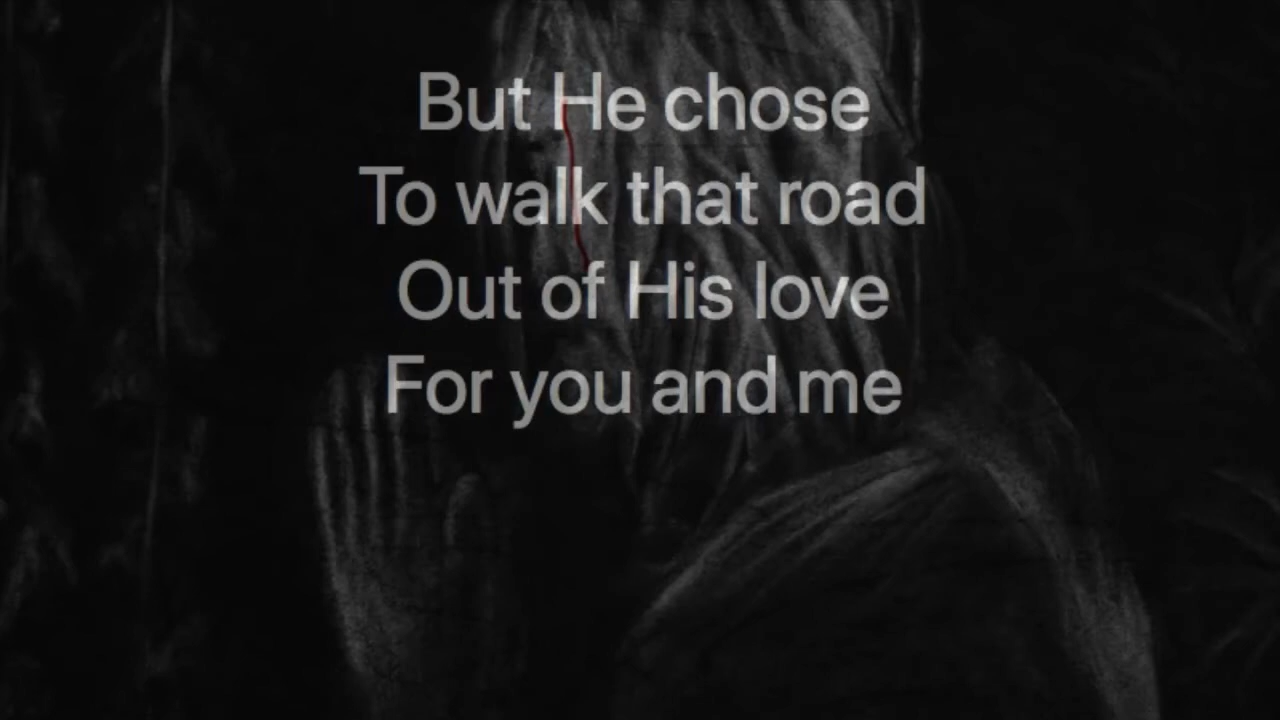 But He chose
To walk that road
Out of His love
For you and me